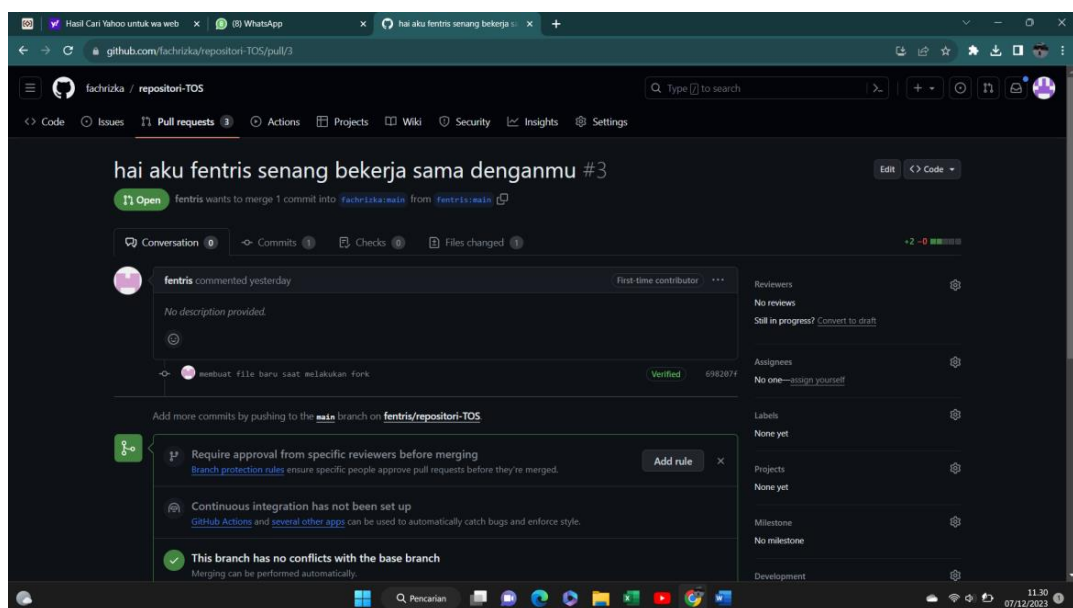 Hasil Cari Yahoo untuk wa web
(8) WhatsApp
hai aku fentris senang bekerja s
github.com/fachrizka/repositori-TOS/pull/3
fachrizka / repositori-TOS
Type / to search
Code Issues Pull requests 3 Actions Projects Wiki Security Insights Settings
hai aku fentris senang bekerja sama denganmu #3
Edit <> Code
Open fentris wants to merge 1 commit into fachrizka:main from fentris:main
Conversation 0 Commits 1 Checks 0 Files changed 1
+2 −0
fentris commented yesterday
First-time contributor
No description provided.
membuat file baru saat melakukan fork
Verified 698207f
Add more commits by pushing to the main branch on fentris/repositori-TOS.
Require approval from specific reviewers before merging
Branch protection rules ensure specific people approve pull requests before they're merged.
Add rule
Continuous integration has not been set up
GitHub Actions and several other apps can be used to automatically catch bugs and enforce style.
This branch has no conflicts with the base branch
Merging can be performed automatically.
Reviewers
No reviews
Still in progress? Convert to draft
Assignees
No one—assign yourself
Labels
None yet
Projects
None yet
Milestone
No milestone
Development
Pencarian
11.30
07/12/2023
1